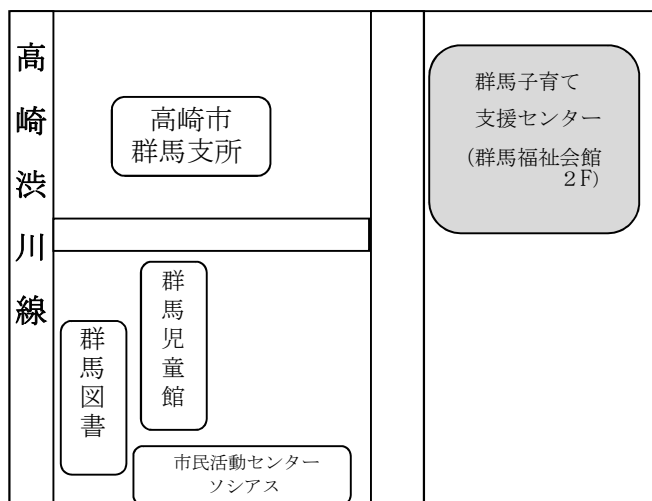 高崎渋川線
高崎市
群馬支所
群馬子育て
支援センター
(群馬福祉会館
２F)
群馬児童館
群馬図書
市民活動センター
ソシアス